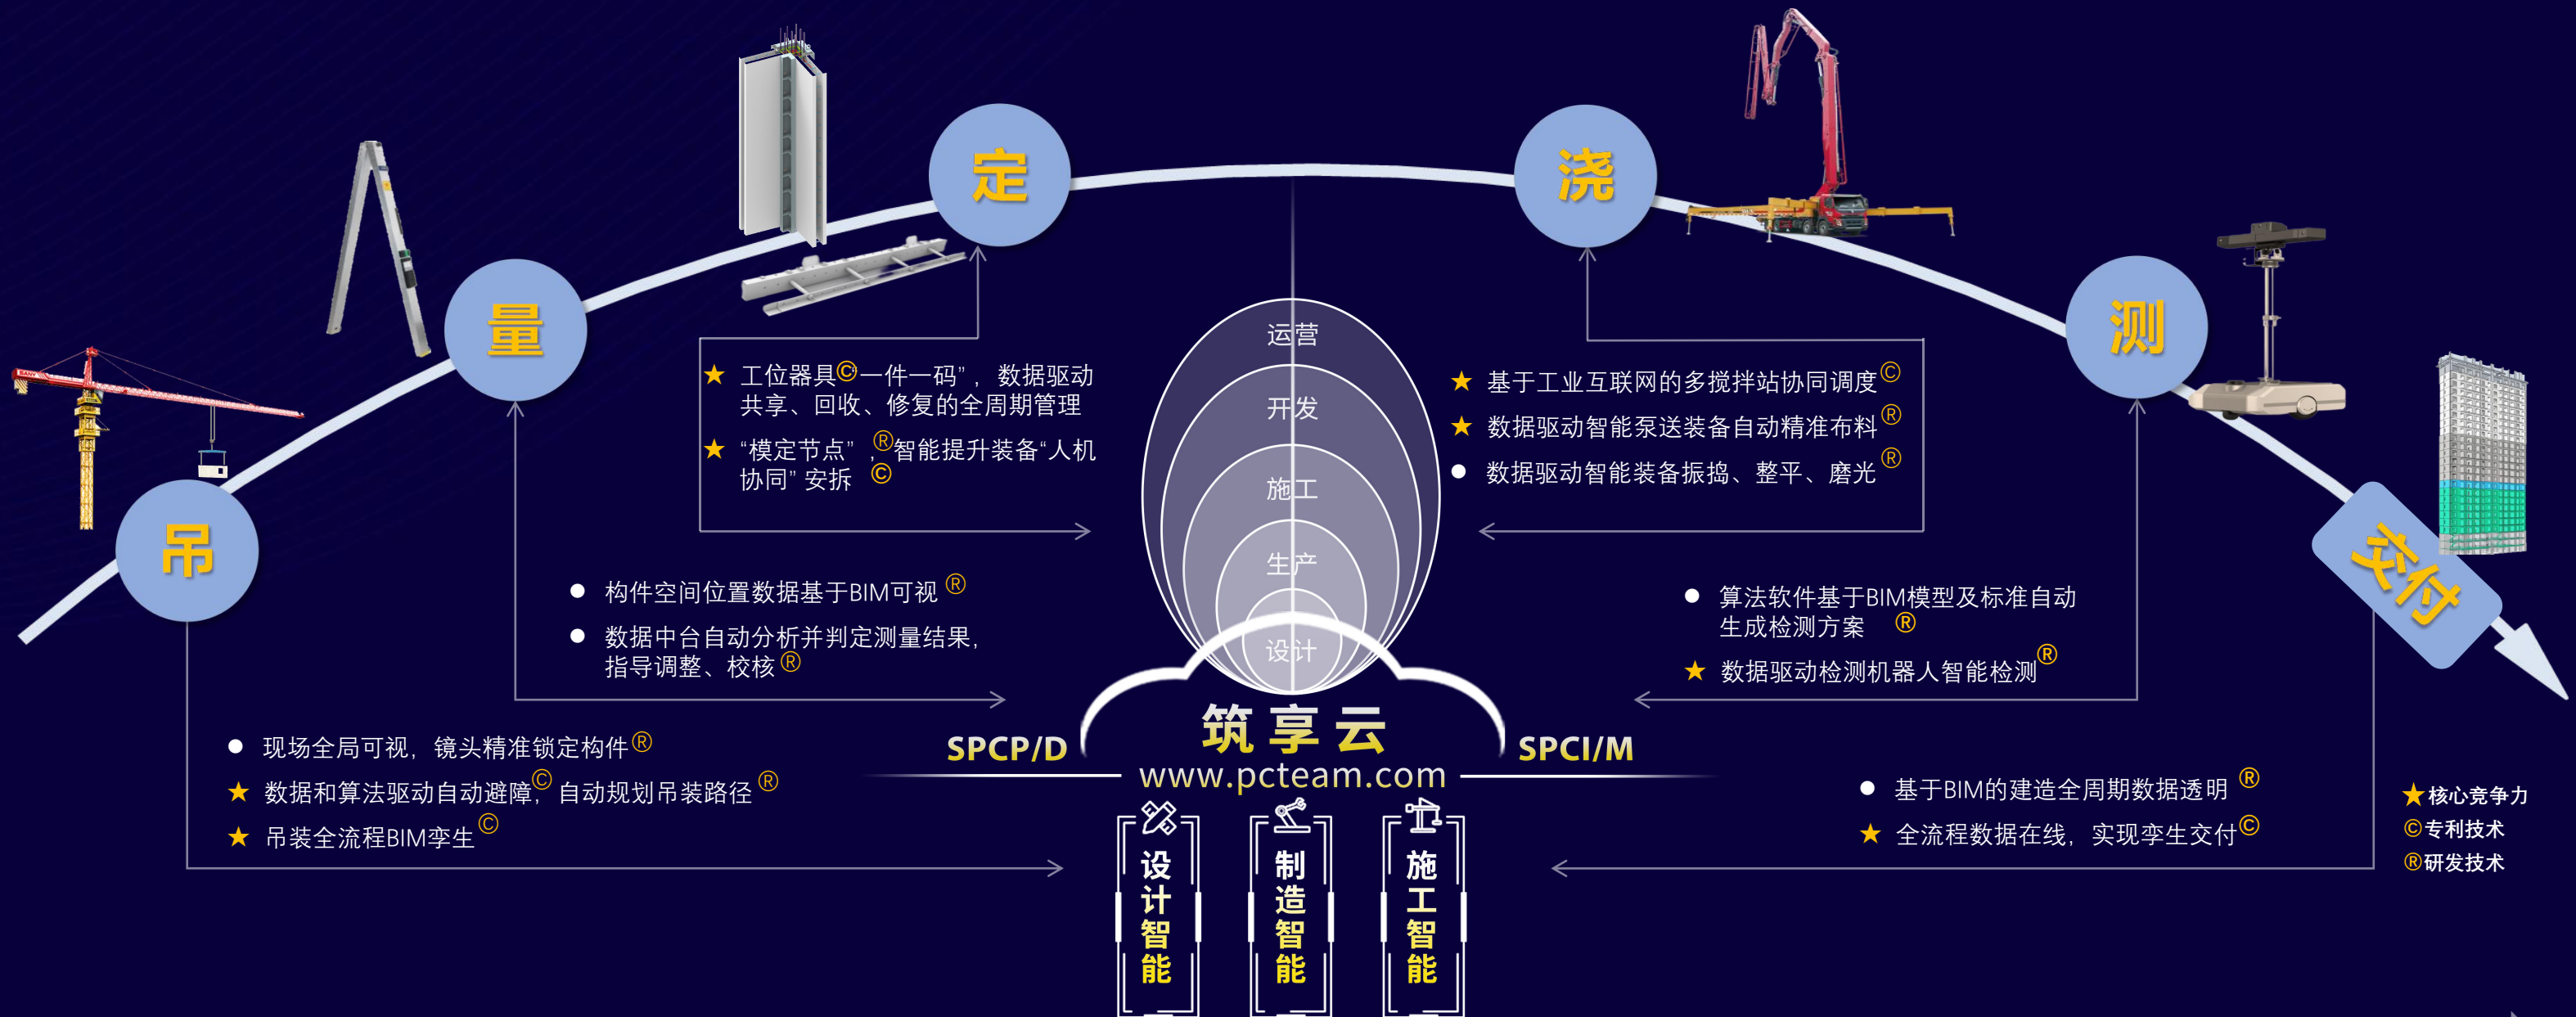 吊
量
定
浇
测
交付
★ 工位器具©“一件一码”，数据驱动
共享、回收、修复的全周期管理
★ “模定节点”，®智能提升装备“人机
协同”安拆 ©
★ 基于工业互联网的多搅拌站协同调度©
★ 数据驱动智能泵送装备自动精准布料®
● 数据驱动智能装备振捣、整平、磨光®
● 构件空间位置数据基于BIM可视®
● 数据中台自动分析并判定测量结果，
指导调整、校核®
● 算法软件基于BIM模型及标准自动
生成检测方案 ®
★ 数据驱动检测机器人智能检测®
● 现场全局可视，镜头精准锁定构件®
★ 数据和算法驱动自动避障©，自动规划吊装路径®
★ 吊装全流程BIM孪生©
● 基于BIM的建造全周期数据透明®
★ 全流程数据在线，实现孪生交付©
运营
开发
施工
生产
设计
筑享云
SPCP/D
SPCI/M
www.pcteam.com
设计智能
制造智能
施工智能
★核心竞争力
©专利技术
®研发技术
SANY